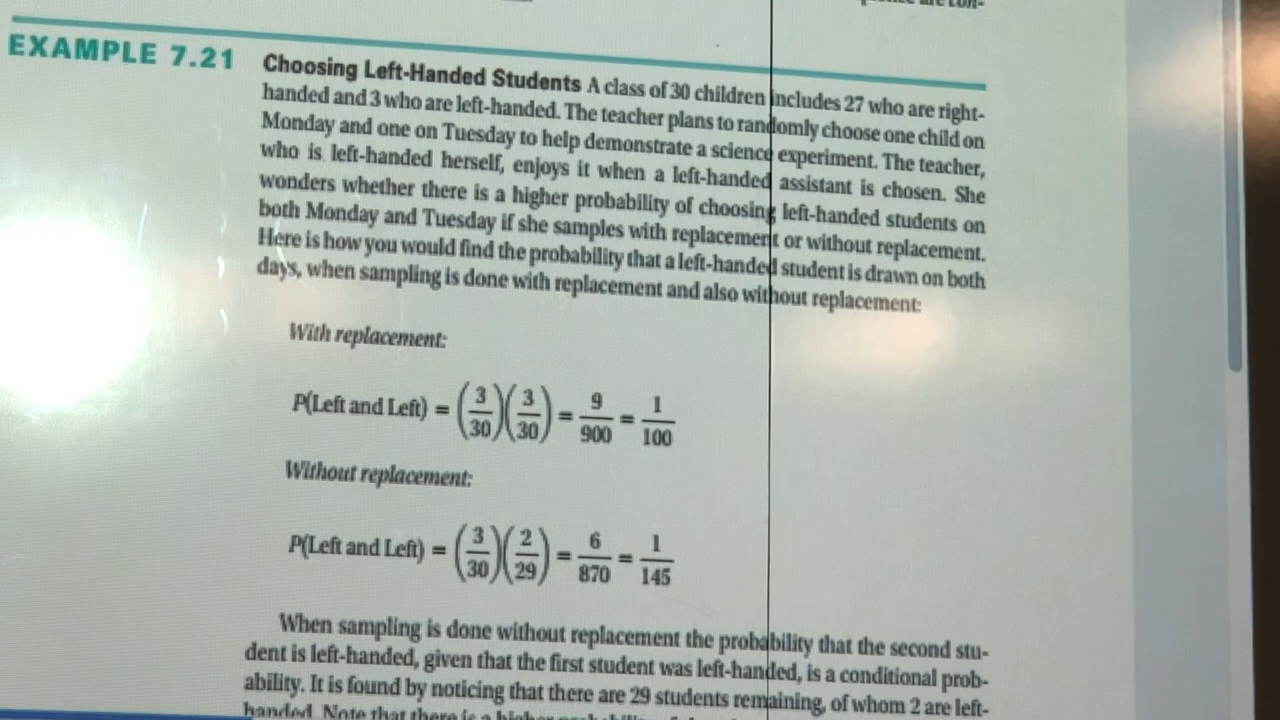 EXAMPLE 7.21
Choosing Left-Handed Students A class of 30 children includes 27 who are right-
handed and 3 who are left-handed. The teacher plans to randomly choose one child on
Monday and one on Tuesday to help demonstrate a science experiment. The teacher,
who is left-handed herself, enjoys it when a left-handed assistant is chosen. She
wonders whether there is a higher probability of choosing left-handed students on
both Monday and Tuesday if she samples with replacement or without replacement.
Here is how you would find the probability that a left-handed student is drawn on both
days, when sampling is done with replacement and also without replacement:
With replacement:
P(Left and Left) = (3/30)(3/30) = 9/900 = 1/100
Without replacement:
P(Left and Left) = (3/30)(2/29) = 6/870 = 1/145
When sampling is done without replacement the probability that the second stu-
dent is left-handed, given that the first student was left-handed, is a conditional prob-
ability. It is found by noticing that there are 29 students remaining, of whom 2 are left-
handed. Note that there is a higher